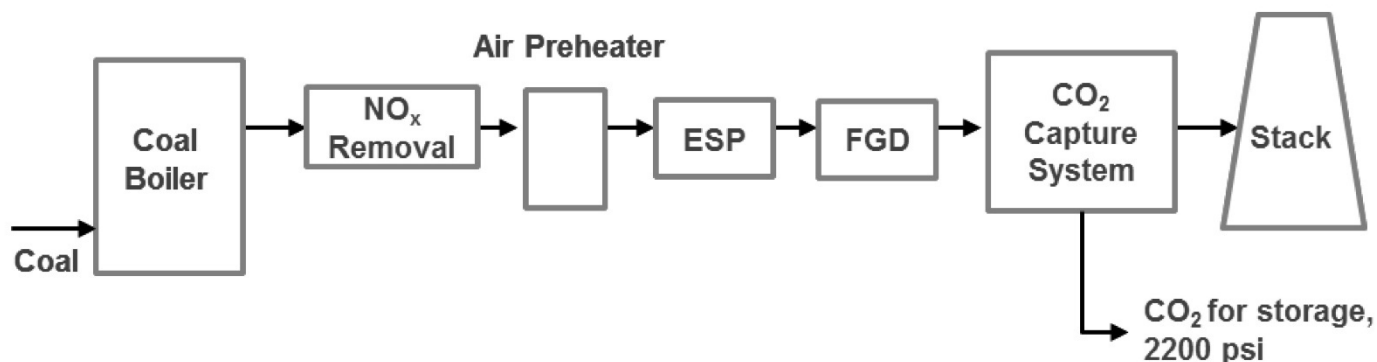 Air Preheater
Coal
Boiler
Coal
NOx
Removal
ESP
FGD
CO2
Capture
System
Stack
CO2 for storage,
2200 psi